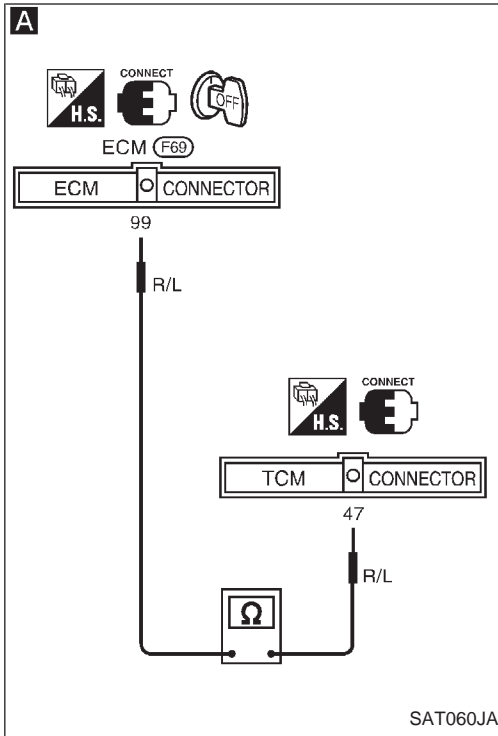 A
CONNECT
H.S.
OFF
ECM F69
ECM CONNECTOR
99
R/L
CONNECT
H.S.
TCM CONNECTOR
47
R/L
Ω
SAT060JA